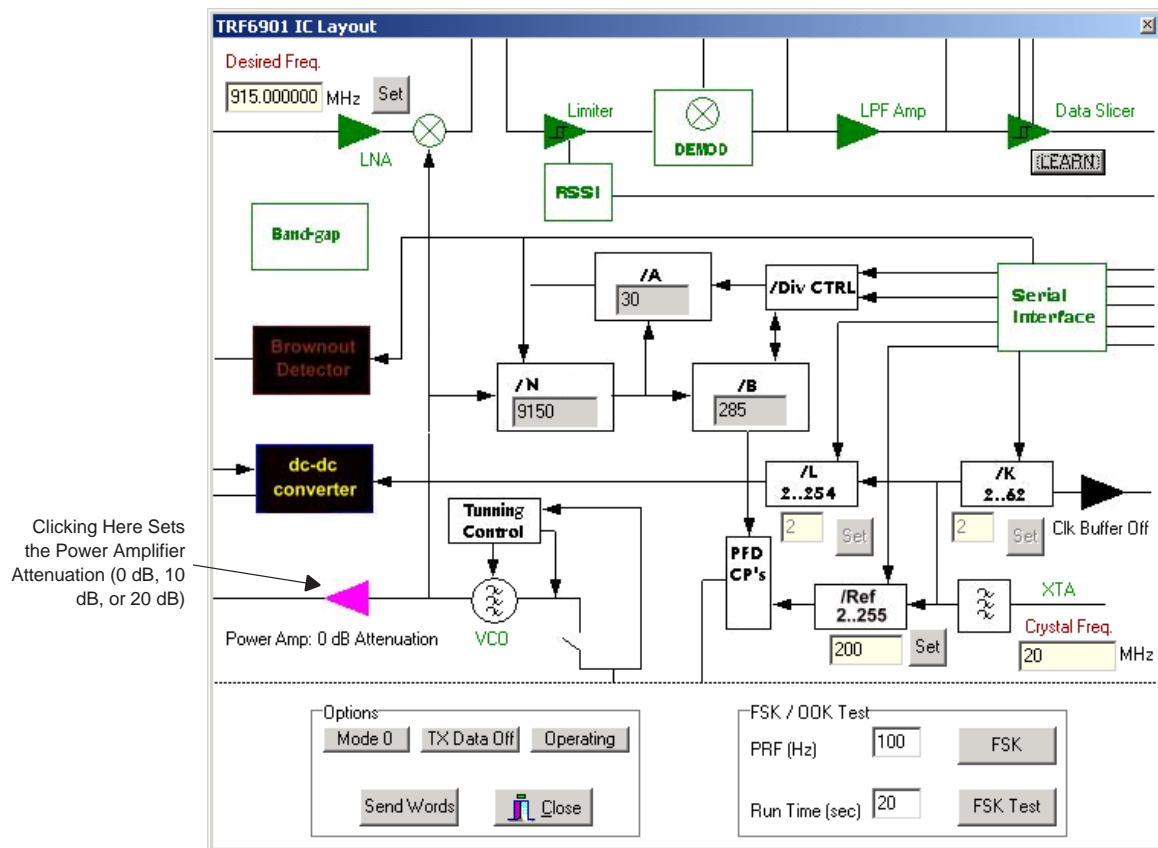 TRF6901 IC Layout
Desired Freq.
915.000000 MHz Set
LNA
Limiter
DEMOD
LPF Amp
Data Slicer
LEARN
RSSI
Band-gap
/A
30
/Div CTRL
Serial
Interface
Brownout
Detector
/N
9150
/B
285
dc-dc
converter
/L
2..254
2 Set
/K
2..62
2 Set
Clk Buffer Off
Tunning
Control
Clicking Here Sets
the Power Amplifier
Attenuation (0 dB, 10
dB, or 20 dB)
PFD
CP's
/Ref
2..255
200 Set
XTA
Crystal Freq.
20 MHz
Power Amp: 0 dB Attenuation
VCO
Options
Mode 0 TX Data Off Operating
Send Words Close
FSK / OOK Test
PRF (Hz) 100 FSK
Run Time (sec) 20 FSK Test